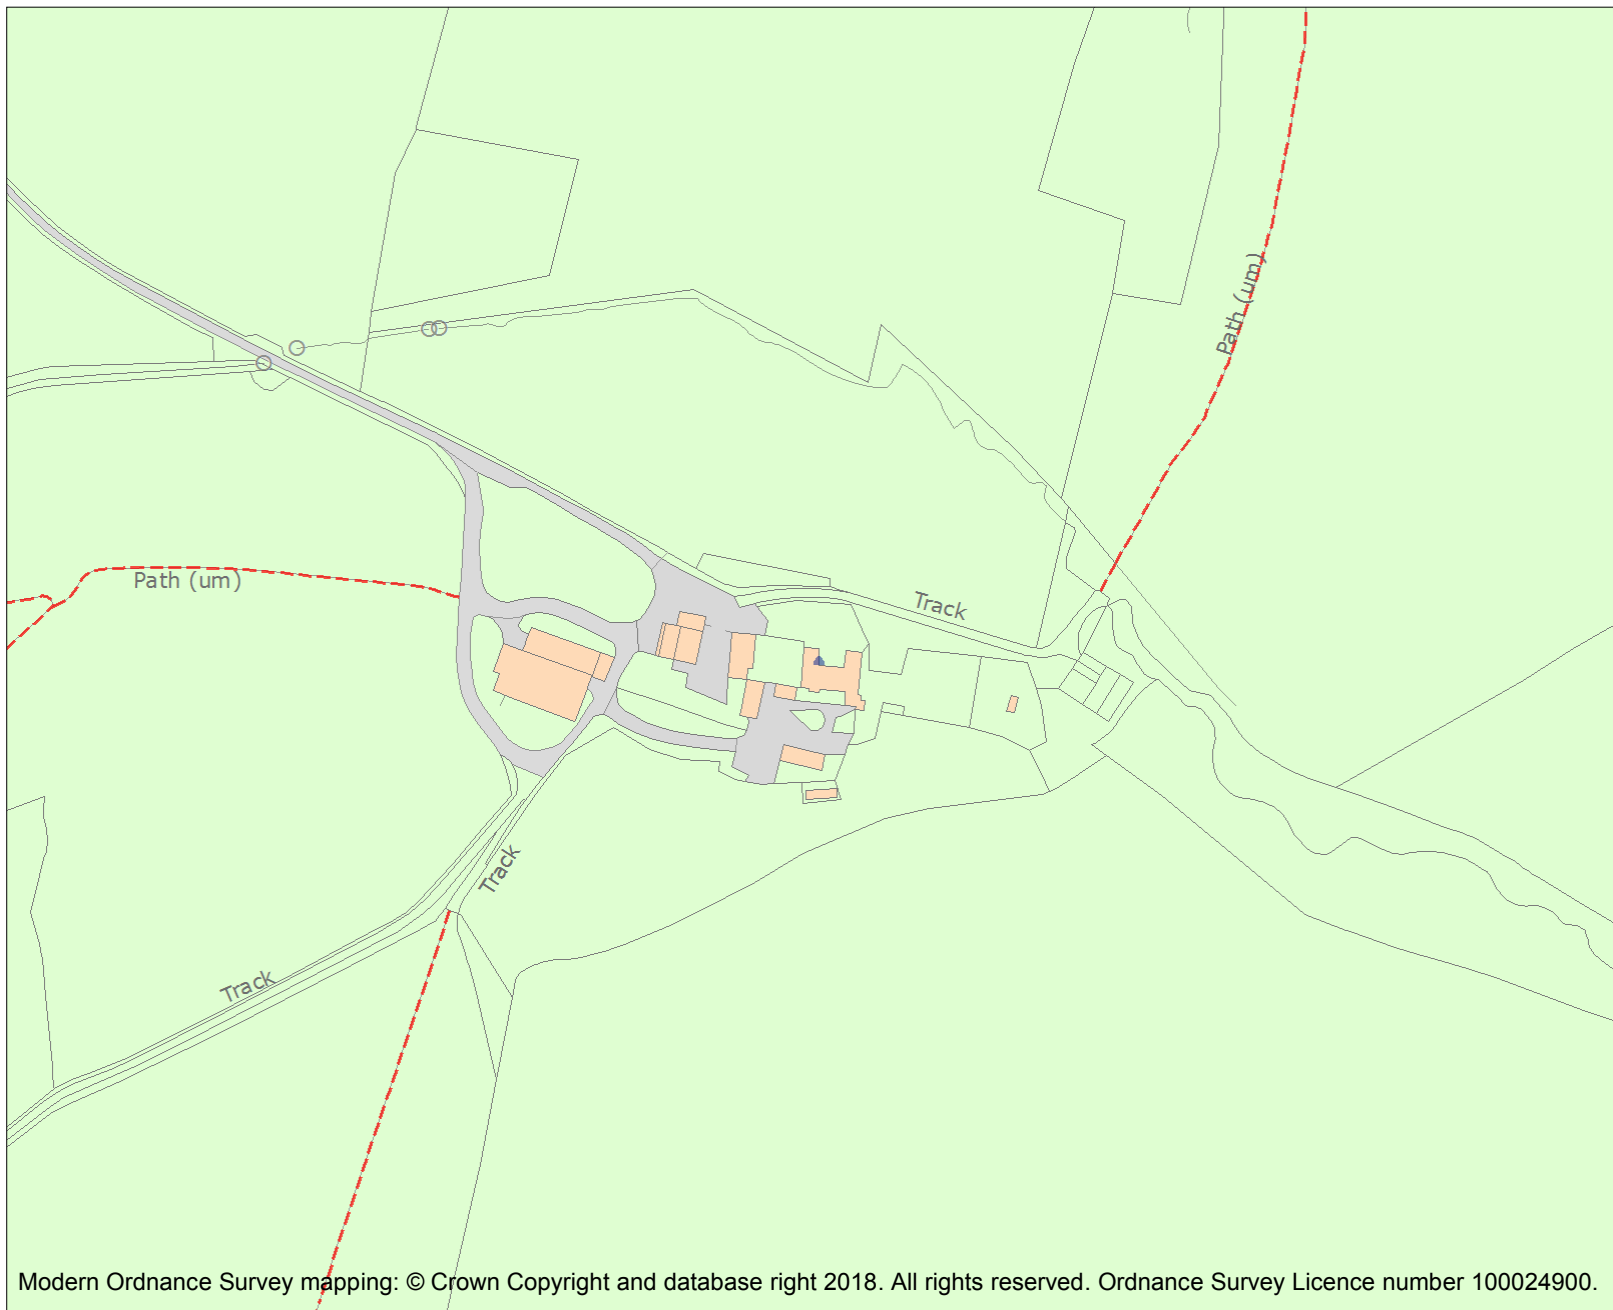 Path (um)
Path (um)
Track
Track
Track
Modern Ordnance Survey mapping: © Crown Copyright and database right 2018. All rights reserved. Ordnance Survey Licence number 100024900.